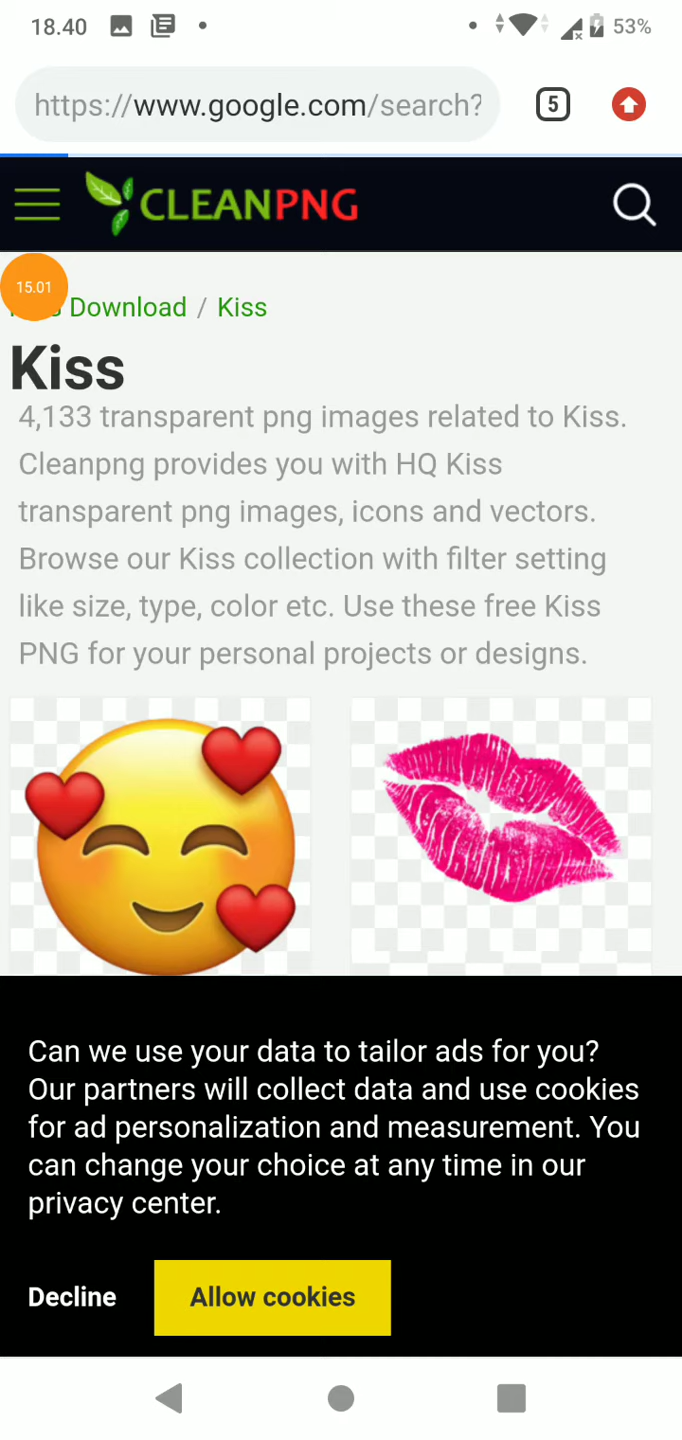 18.40
53%
https://www.google.com/search?
5
CLEANPNG
15.01
Download / Kiss
Kiss
4,133 transparent png images related to Kiss.
Cleanpng provides you with HQ Kiss
transparent png images, icons and vectors.
Browse our Kiss collection with filter setting
like size, type, color etc. Use these free Kiss
PNG for your personal projects or designs.
Can we use your data to tailor ads for you?
Our partners will collect data and use cookies
for ad personalization and measurement. You
can change your choice at any time in our
privacy center.
Decline
Allow cookies